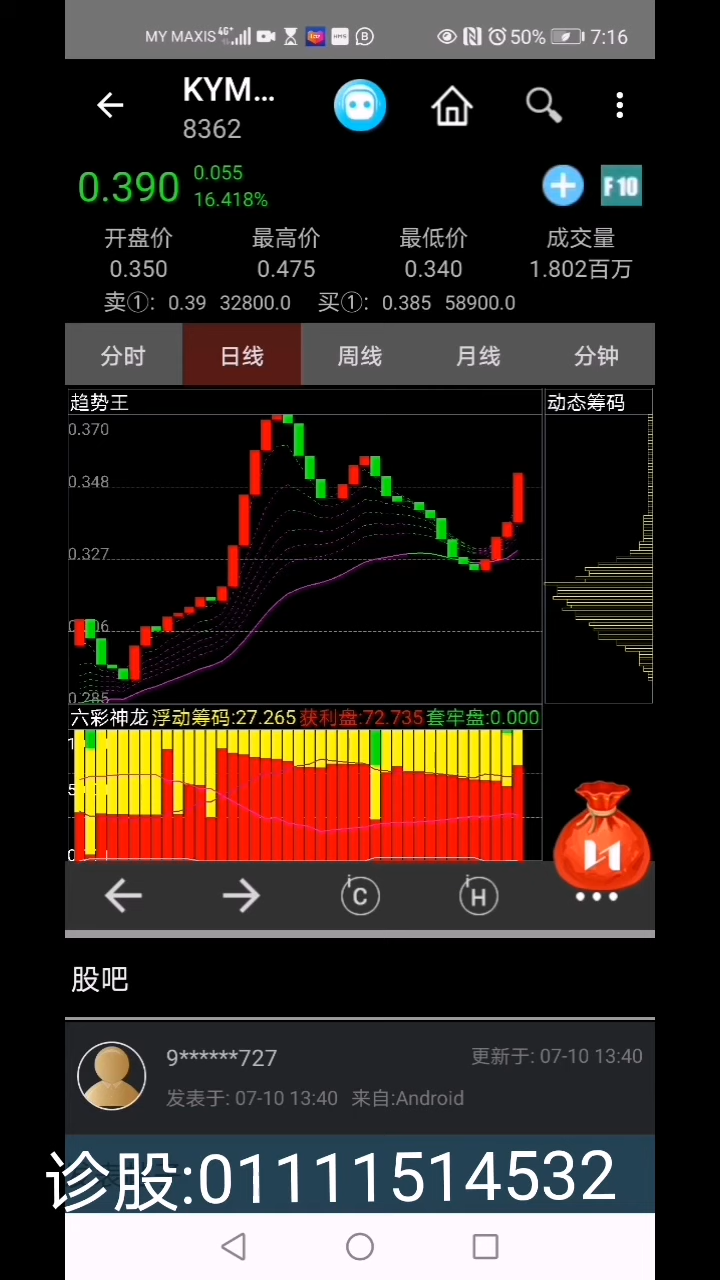 MY MAXIS 4G+ 50% 7:16
KYM...
8362
0.390 0.055
16.418%
F10
开盘价 最高价 最低价 成交量
0.350 0.475 0.340 1.802百万
卖①: 0.39 32800.0 买①: 0.385 58900.0
分时 日线 周线 月线 分钟
趋势王 动态筹码
0.370
0.348
0.327
0.285
六彩神龙 浮动筹码:27.265 获利盘:72.735 套牢盘:0.000
C H
股吧
9******727 更新于: 07-10 13:40
发表于: 07-10 13:40 来自:Android
诊股:01111514532